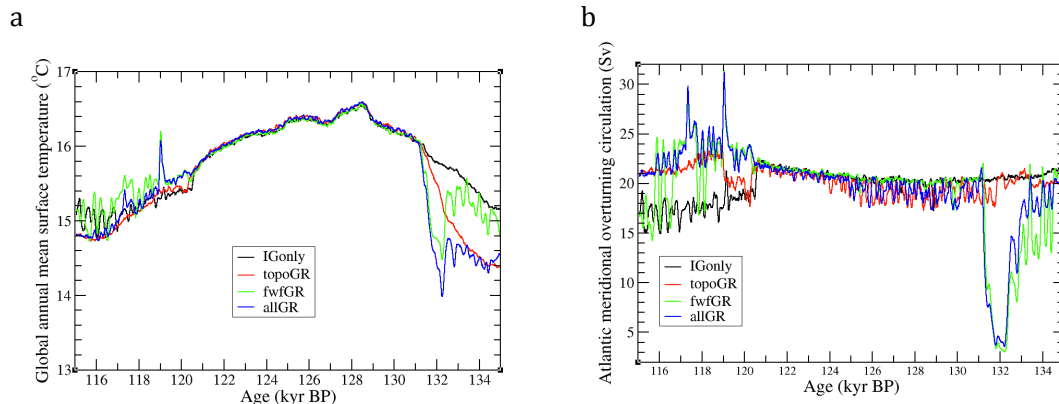 a
Global annual mean surface temperature (°C)
17
16
15
14
13
116 118 120 122 124 126 128 130 132 134
Age (kyr BP)
IGonly
topoGR
fwfGR
allGR
b
Atlantic meridional overturning circulation (Sv)
30
25
20
15
10
5
116 118 120 122 124 126 128 130 132 134
Age (kyr BP)
IGonly
topoGR
fwfGR
allGR